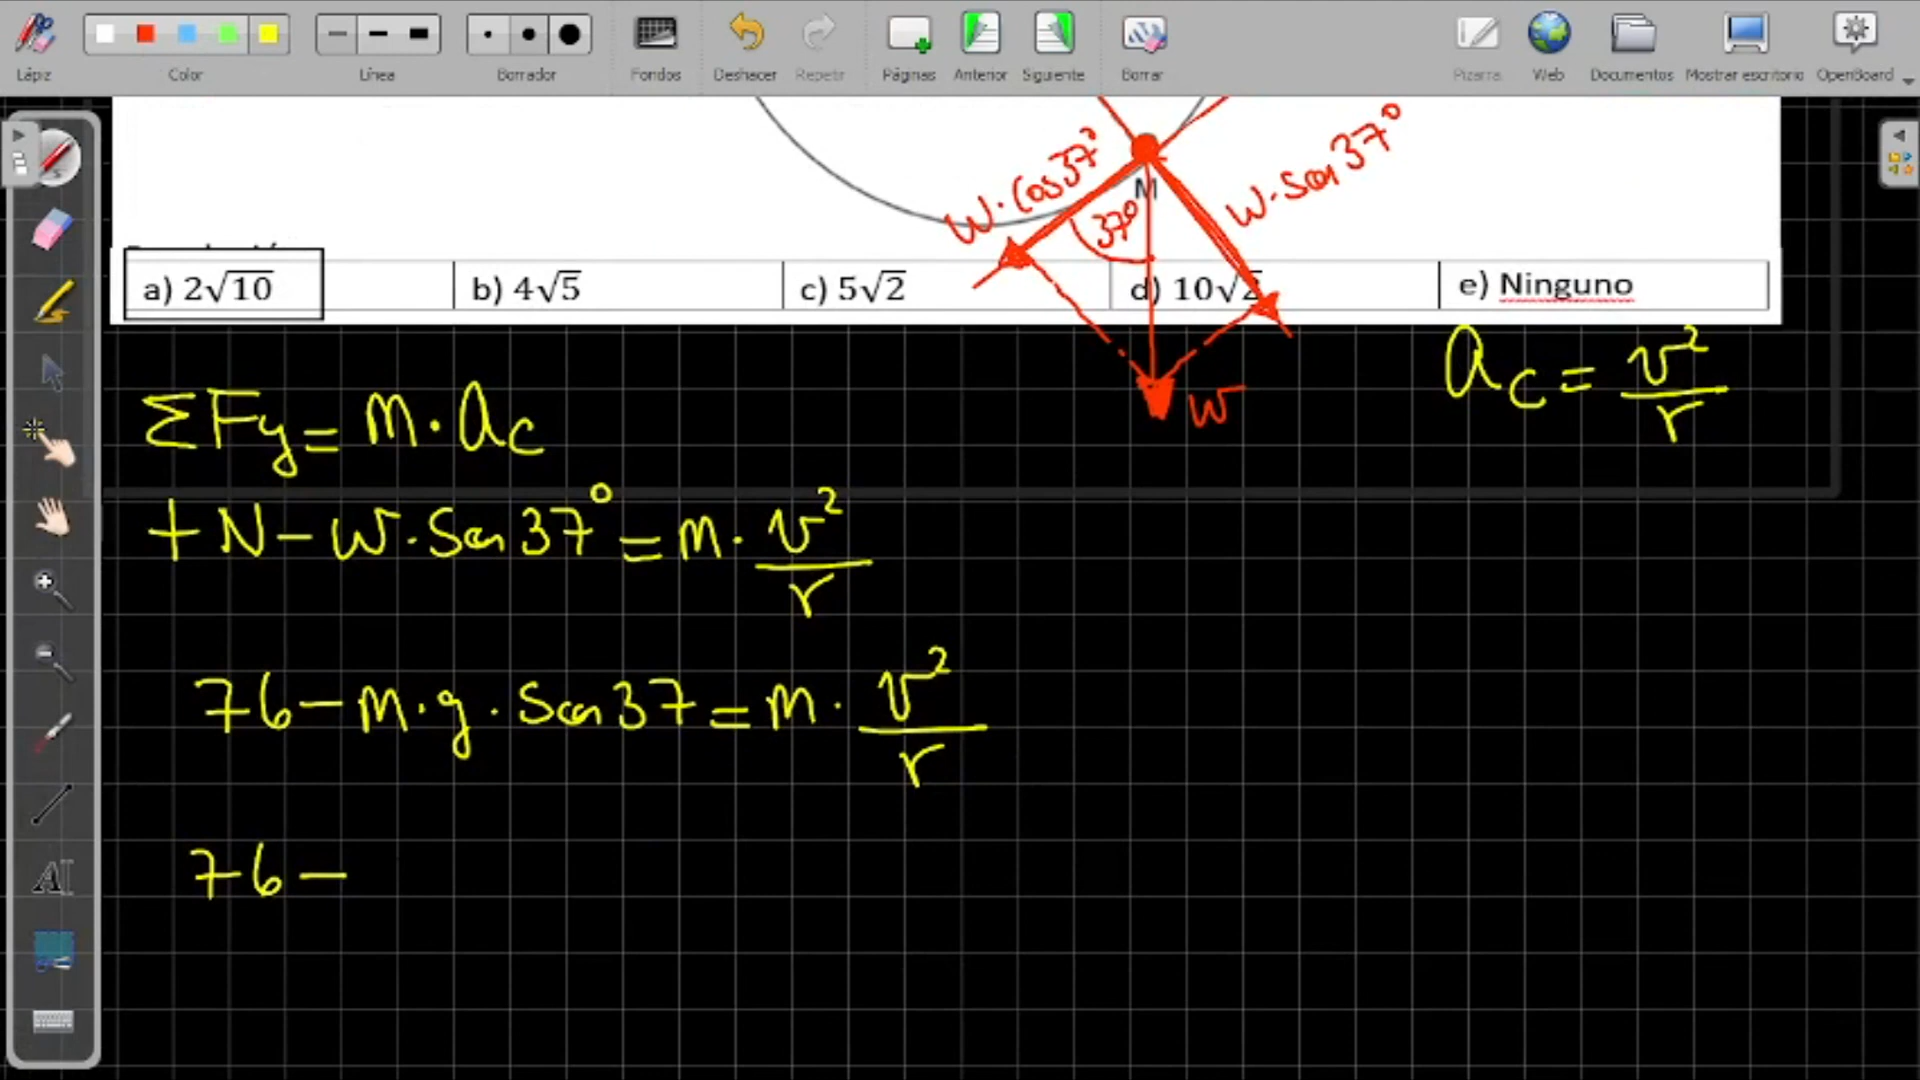 Lápiz Color Línea Borrador Fondos Deshacer Repetir Páginas Anterior Siguiente Borrar Pizarra Web Documentos Mostrar escritorio OpenBoard
W·Cos37°
W·Sen37°
M
37°
a) 2√10 b) 4√5 c) 5√2 d) 10√2 e) Ninguno
W
ac = v²/r
ΣFy = m·ac
+N−W·Sen37° = m·v²/r
76−m·g·Sen37 = m·v²/r
76−